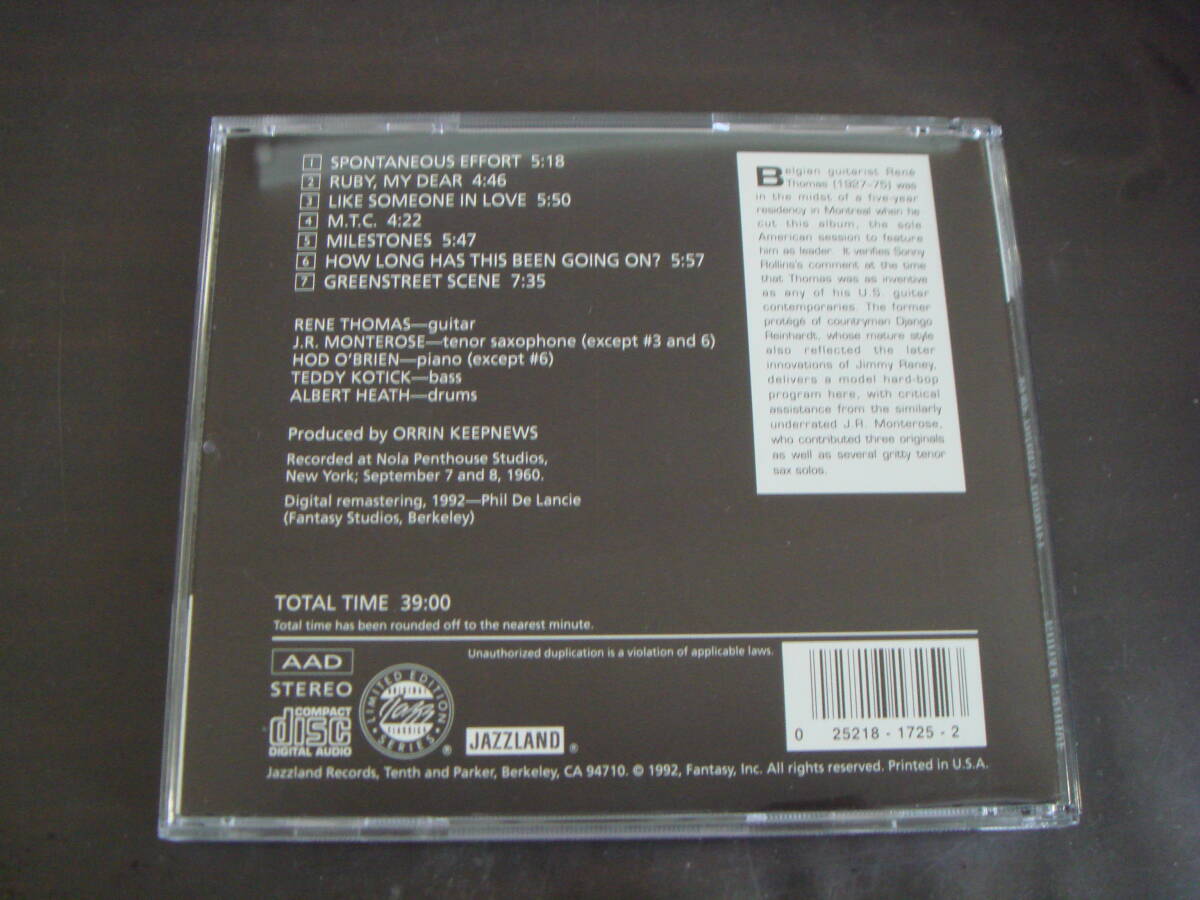 1 SPONTANEOUS EFFORT 5:18
2 RUBY, MY DEAR 4:46
3 LIKE SOMEONE IN LOVE 5:50
4 M.T.C. 4:22
5 MILESTONES 5:47
6 HOW LONG HAS THIS BEEN GOING ON? 5:57
7 GREENSTREET SCENE 7:35
RENE THOMAS—guitar
J.R. MONTEROSE—tenor saxophone (except #3 and 6)
HOD O'BRIEN—piano (except #6)
TEDDY KOTICK—bass
ALBERT HEATH—drums
Produced by ORRIN KEEPNEWS
Recorded at Nola Penthouse Studios,
New York; September 7 and 8, 1960.
Digital remastering, 1992—Phil De Lancie
(Fantasy Studios, Berkeley)
Belgian guitarist René
Thomas (1927-75) was
in the midst of a five-year
residency in Montreal when he
cut this album, the sole
American session to feature
him as leader. It verifies Sonny
Rollins's comment at the time
that Thomas was as inventive
as any of his U.S. guitar
contemporaries. The former
protégé of countryman Django
Reinhardt, whose mature style
also reflected the later
innovations of Jimmy Raney,
delivers a model hard-bop
program here, with critical
assistance from the similarly
underrated J.R. Monterose,
who contributed three originals
as well as several gritty tenor
sax solos.
TOTAL TIME 39:00
Total time has been rounded off to the nearest minute.
Unauthorized duplication is a violation of applicable laws.
AAD
STEREO
COMPACT
disc
DIGITAL AUDIO
LIMITED EDITION
ORIGINAL
Jazz
CLASSICS
SERIES
®
JAZZLAND ®
0 25218 - 1725 - 2
Jazzland Records, Tenth and Parker, Berkeley, CA 94710. © 1992, Fantasy, Inc. All rights reserved. Printed in U.S.A.